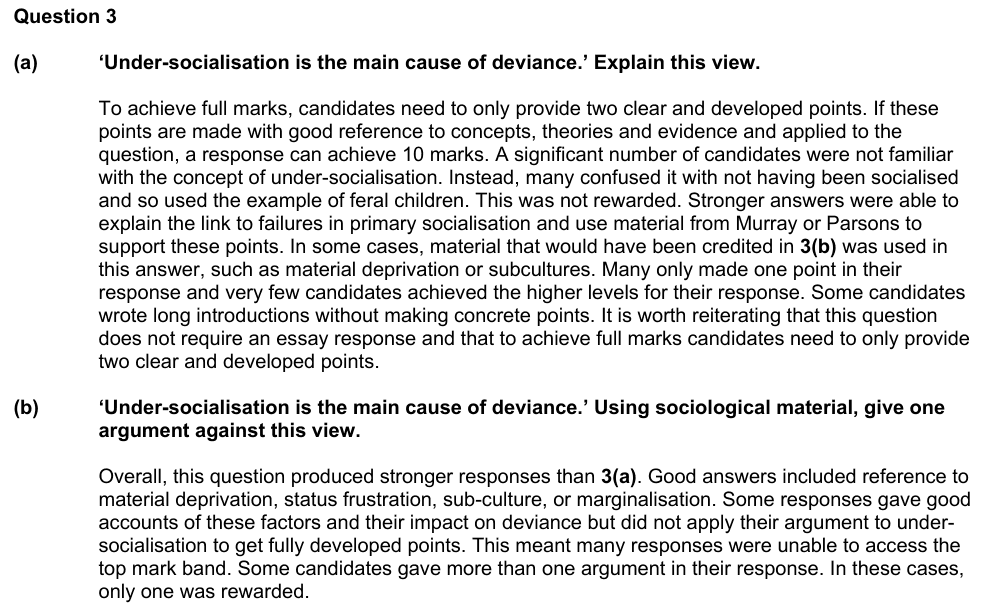 Question 3
(a) ‘Under-socialisation is the main cause of deviance.’ Explain this view.
To achieve full marks, candidates need to only provide two clear and developed points. If these
points are made with good reference to concepts, theories and evidence and applied to the
question, a response can achieve 10 marks. A significant number of candidates were not familiar
with the concept of under-socialisation. Instead, many confused it with not having been socialised
and so used the example of feral children. This was not rewarded. Stronger answers were able to
explain the link to failures in primary socialisation and use material from Murray or Parsons to
support these points. In some cases, material that would have been credited in 3(b) was used in
this answer, such as material deprivation or subcultures. Many only made one point in their
response and very few candidates achieved the higher levels for their response. Some candidates
wrote long introductions without making concrete points. It is worth reiterating that this question
does not require an essay response and that to achieve full marks candidates need to only provide
two clear and developed points.
(b) ‘Under-socialisation is the main cause of deviance.’ Using sociological material, give one
argument against this view.
Overall, this question produced stronger responses than 3(a). Good answers included reference to
material deprivation, status frustration, sub-culture, or marginalisation. Some responses gave good
accounts of these factors and their impact on deviance but did not apply their argument to under-
socialisation to get fully developed points. This meant many responses were unable to access the
top mark band. Some candidates gave more than one argument in their response. In these cases,
only one was rewarded.